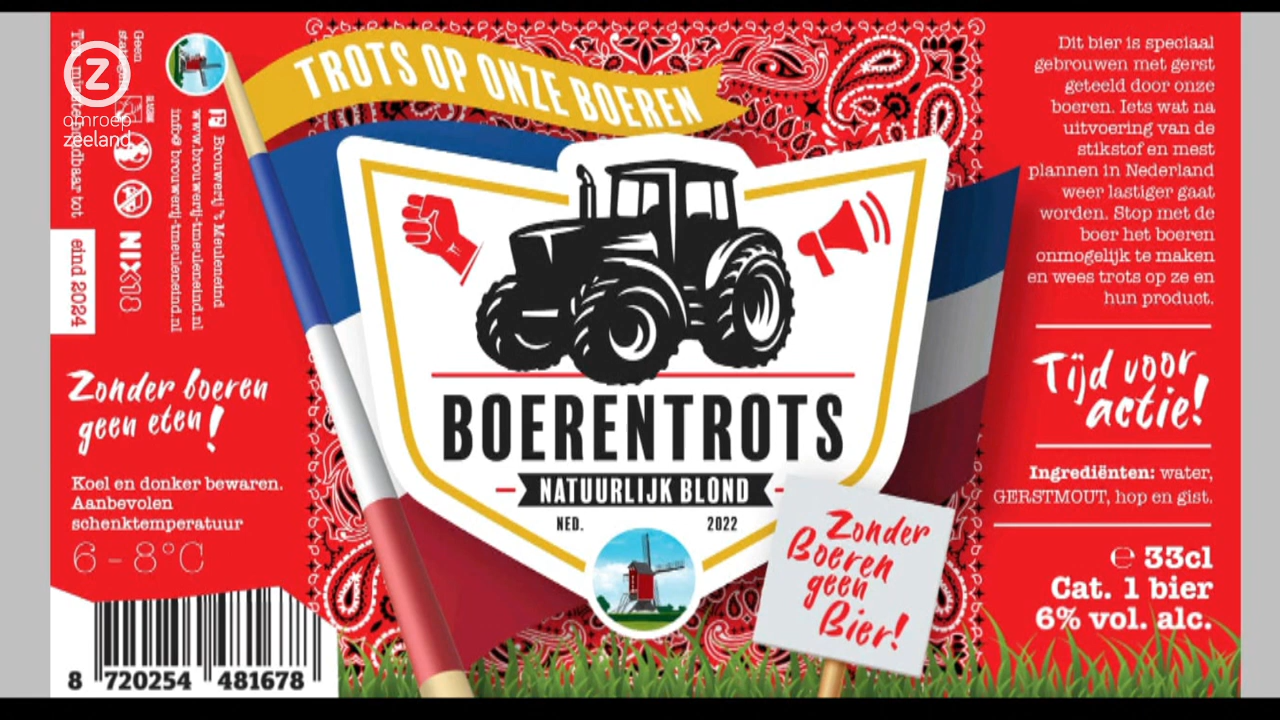 Z
omroep
zeeland
Geen
eind 2024
NIX18
Brouwerij 't Meuleneind
www.brouwerij-tmeuleneind.nl
info@brouwerij-tmeuleneind.nl
Zonder boeren
geen eten!
Koel en donker bewaren.
Aanbevolen
schenktemperatuur
6 - 8°C
8 720254 481678
TROTS OP ONZE BOEREN
BOERENTROTS
NATUURLIJK BLOND
NED. 2022
Zonder
Boeren
geen
Bier!
Dit bier is speciaal
gebrouwen met gerst
geteeld door onze
boeren. Iets wat na
uitvoering van de
stikstof en mest
plannen in Nederland
weer lastiger gaat
worden. Stop met de
boer het boeren
onmogelijk te maken
en wees trots op ze en
hun product.
Tijd voor
actie!
Ingrediënten: water,
GERSTMOUT, hop en gist.
℮ 33cl
Cat. 1 bier
6% vol. alc.